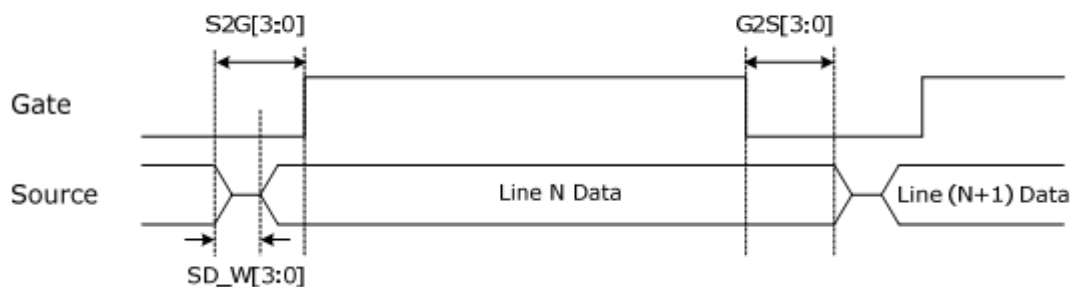 S2G[3:0]
G2S[3:0]
Gate
Source
Line N Data
Line (N+1) Data
SD_W[3:0]